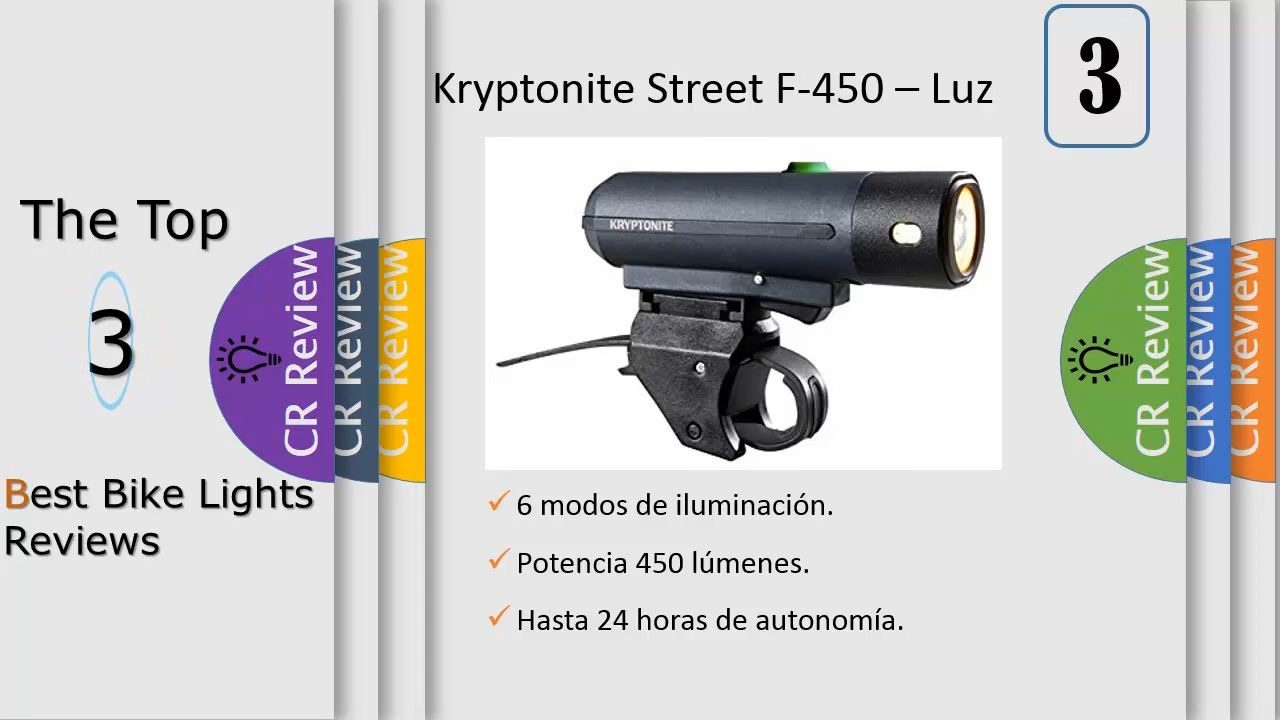 The Top
3
Best Bike Lights
Reviews
CR Review
CR Review
CR Review
Kryptonite Street F-450 – Luz
3
KRYPTONITE
6 modos de iluminación.
Potencia 450 lúmenes.
Hasta 24 horas de autonomía.
CR Review
CR Review
CR Review